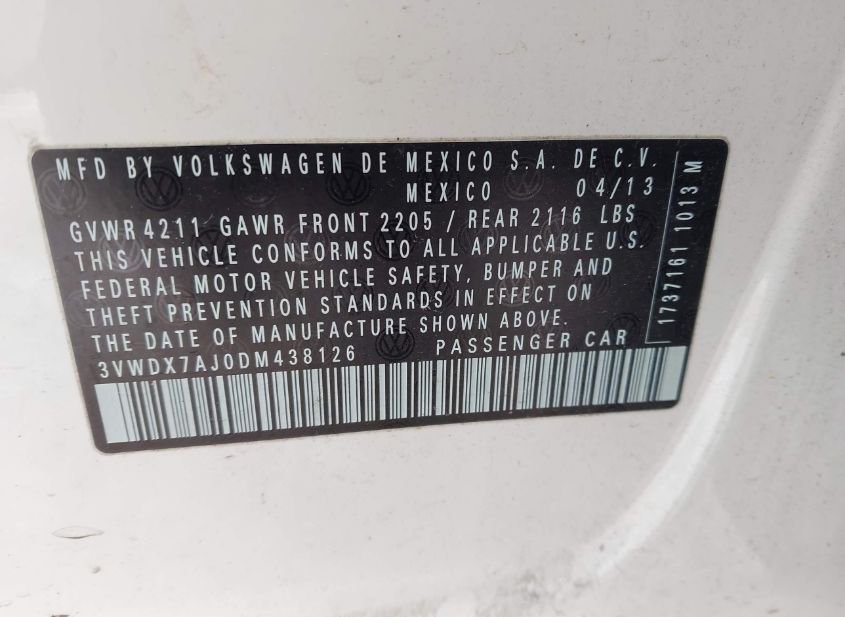 MFD BY VOLKSWAGEN DE MEXICO S.A. DE C.V.
MEXICO 04/13
GVWR 4211 GAWR FRONT 2205 / REAR 2116 LBS
THIS VEHICLE CONFORMS TO ALL APPLICABLE U.S.
FEDERAL MOTOR VEHICLE SAFETY, BUMPER AND
THEFT PREVENTION STANDARDS IN EFFECT ON
THE DATE OF MANUFACTURE SHOWN ABOVE.
3VWDX7AJ0DM438126 PASSENGER CAR
1737161 1013 M